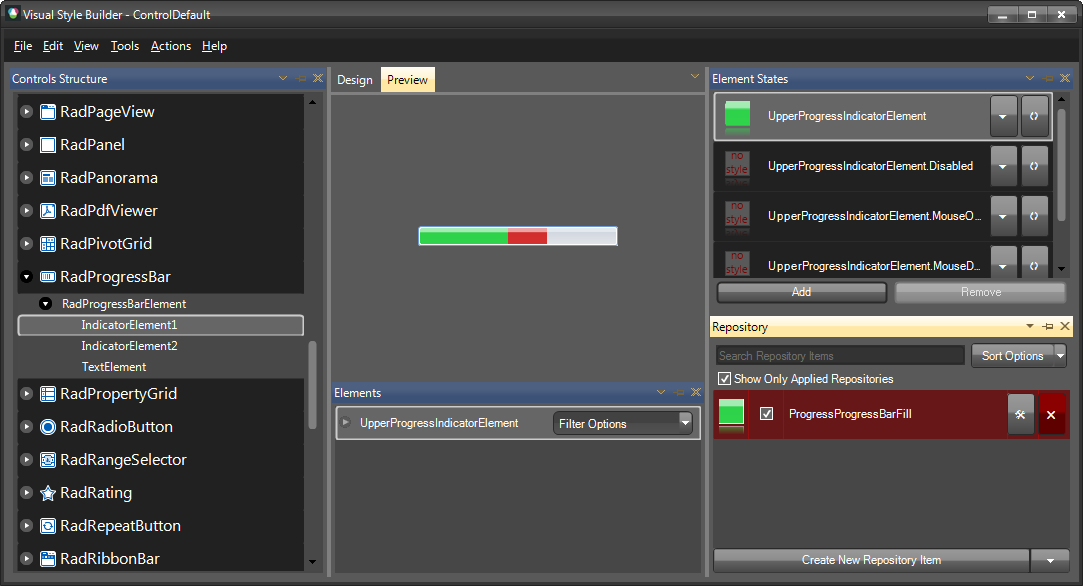 Visual Style Builder - ControlDefault
File Edit View Tools Actions Help
Controls Structure
RadPageView
RadPanel
RadPanorama
RadPdfViewer
RadPivotGrid
RadProgressBar
RadProgressBarElement
IndicatorElement1
IndicatorElement2
TextElement
RadPropertyGrid
RadRadioButton
RadRangeSelector
RadRating
RadRepeatButton
RadRibbonBar
Design Preview
Elements
UpperProgressIndicatorElement Filter Options
Element States
UpperProgressIndicatorElement
no
style
UpperProgressIndicatorElement.Disabled
no
style
UpperProgressIndicatorElement.MouseO...
no
style
UpperProgressIndicatorElement.MouseD...
Add Remove
Repository
Search Repository Items Sort Options
Show Only Applied Repositories
ProgressProgressBarFill
Create New Repository Item